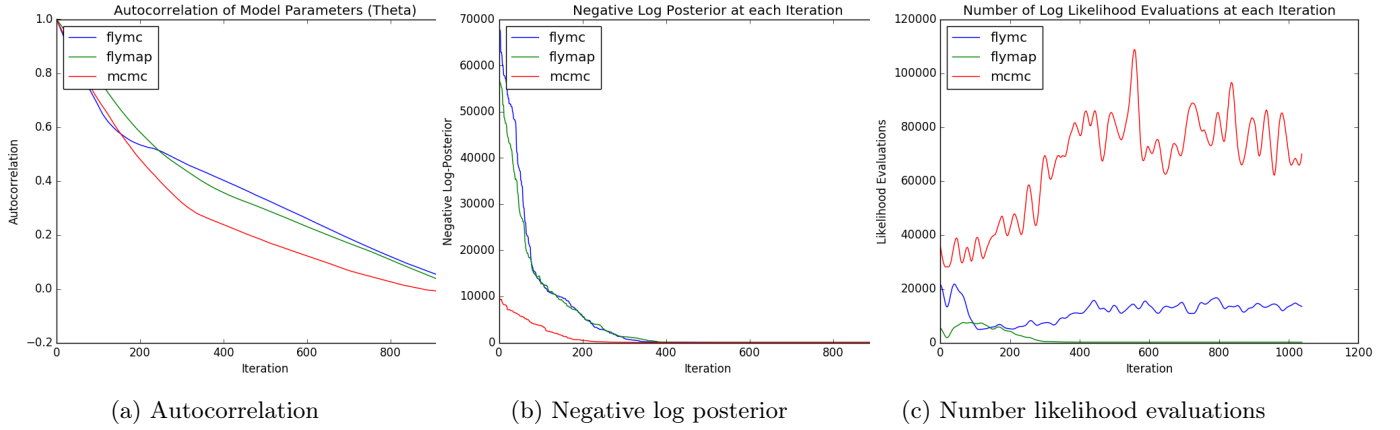 Autocorrelation of Model Parameters (Theta)
1.0
0.8
0.6
0.4
0.2
0.0
−0.2
Autocorrelation
flymc
flymap
mcmc
0
200
400
600
800
Iteration
(a) Autocorrelation
Negative Log Posterior at each Iteration
70000
60000
50000
40000
30000
20000
10000
0
Negative Log-Posterior
flymc
flymap
mcmc
0
200
400
600
800
Iteration
(b) Negative log posterior
Number of Log Likelihood Evaluations at each Iteration
120000
100000
80000
60000
40000
20000
0
Likelihood Evaluations
flymc
flymap
mcmc
0
200
400
600
800
1000
1200
Iteration
(c) Number likelihood evaluations